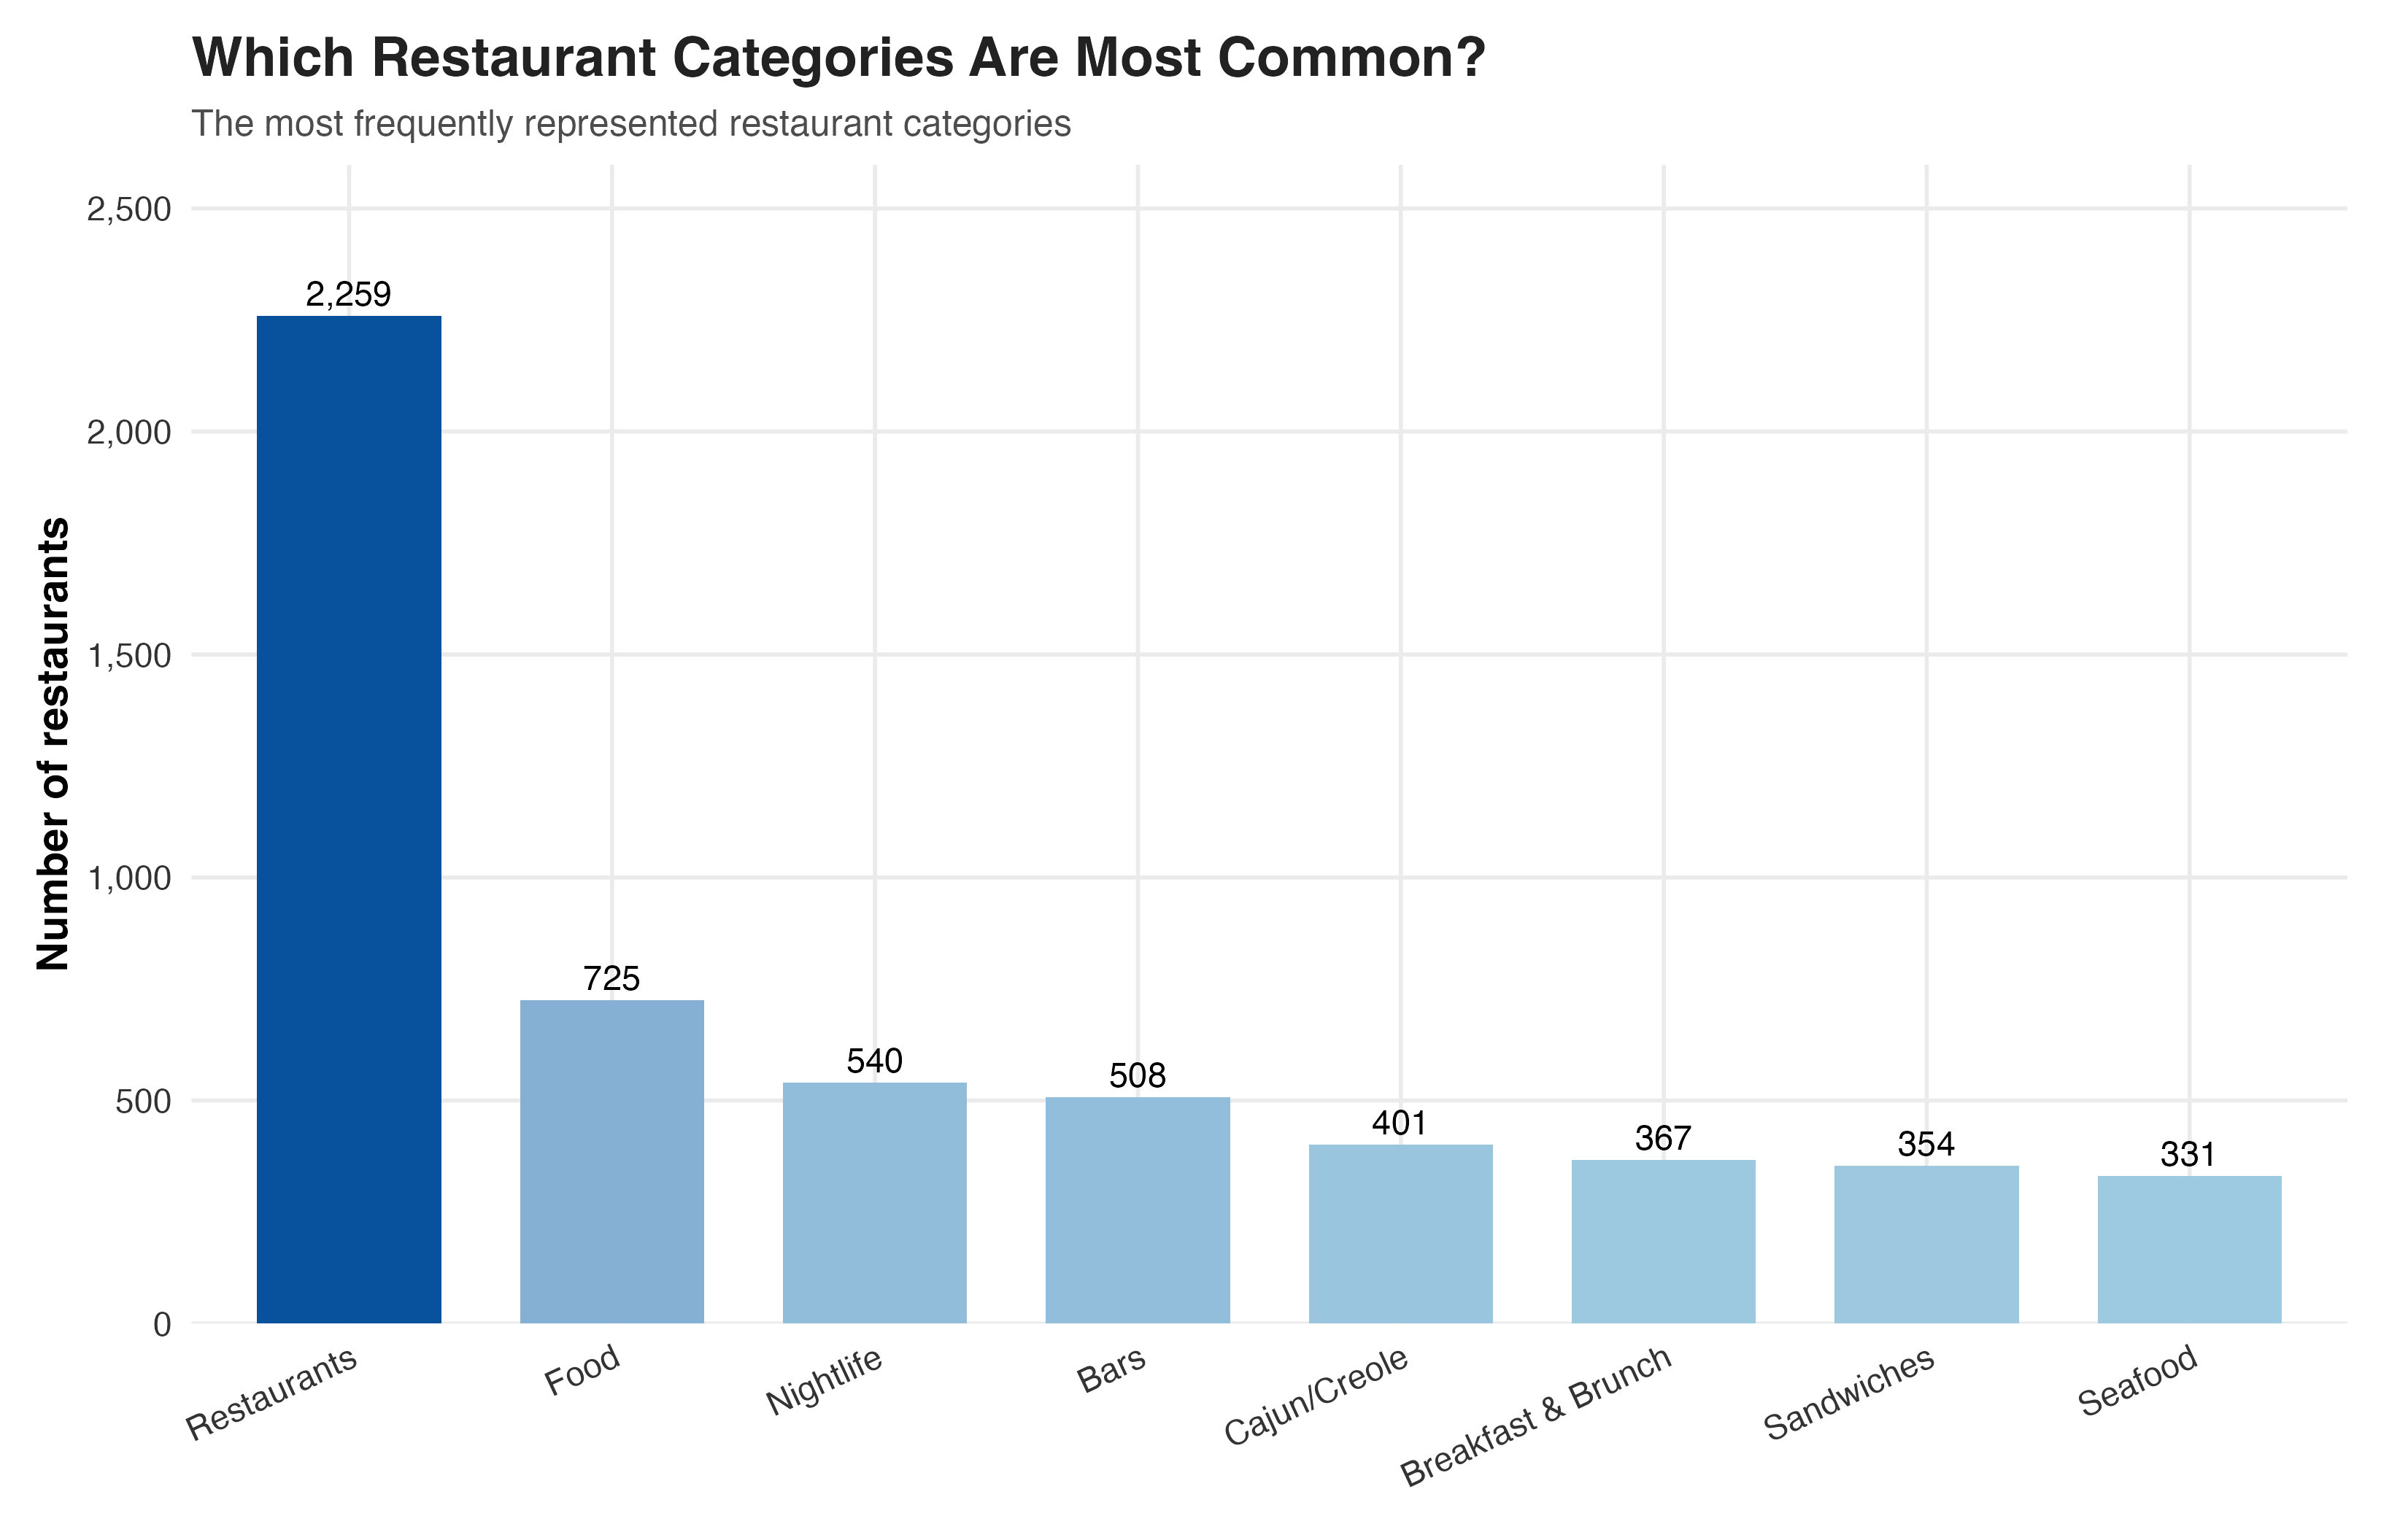 Which Restaurant Categories Are Most Common?
The most frequently represented restaurant categories
Number of restaurants
2,500
2,000
1,500
1,000
500
0
2,259
725
540
508
401
367
354
331
Restaurants
Food
Nightlife
Bars
Cajun/Creole
Breakfast & Brunch
Sandwiches
Seafood